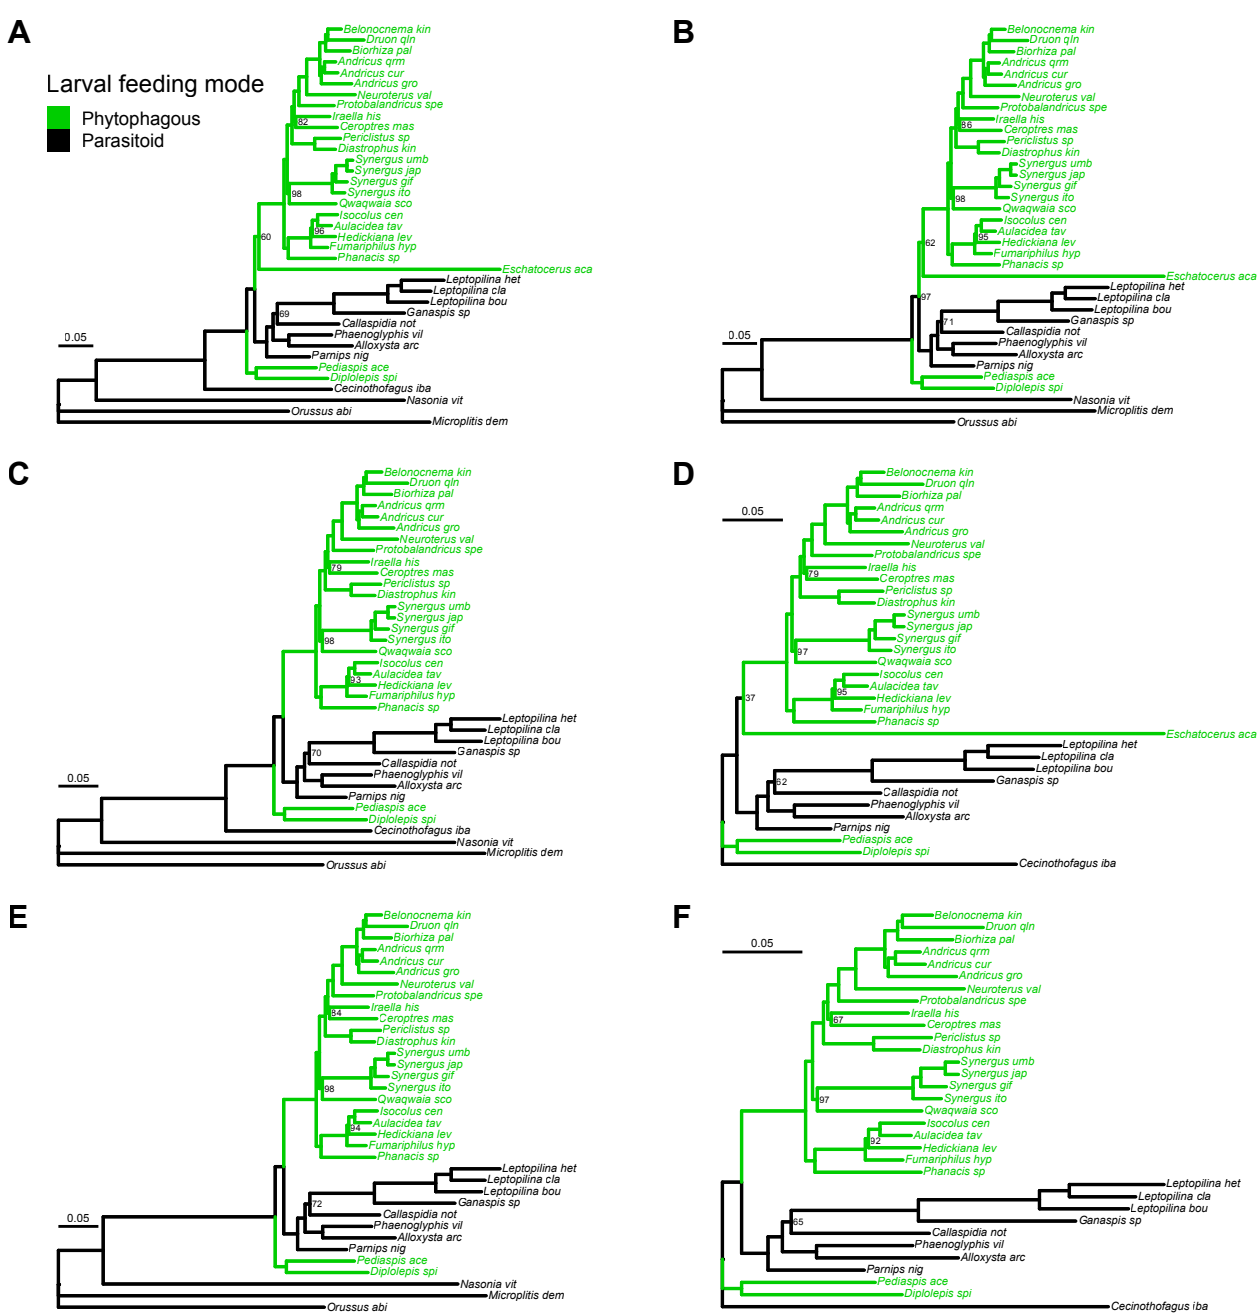 A
Larval feeding mode
Phytophagous
Parasitoid
Belonocnema kin
Druon qln
Biorhiza pal
Andricus qrm
Andricus cur
Andricus gro
Neuroterus val
Protobalandricus spe
Iraella his
82
Ceroptres mas
Periclistus sp
Diastrophus kin
Synergus umb
Synergus jap
Synergus gif
98
Synergus ito
Qwaqwaia sco
Isocolus cen
Aulacidea tav
96
Hedickiana lev
60
Fumariphilus hyp
Phanacis sp
Eschatocerus aca
Leptopilina het
Leptopilina cla
Leptopilina bou
Ganaspis sp
69
Callaspidia not
Phaenoglyphis vil
0.05
Alloxysta arc
Parnips nig
Pediaspis ace
Diplolepis spi
Cecinothofagus iba
Nasonia vit
Orussus abi
Microplitis dem
B
Belonocnema kin
Druon qln
Biorhiza pal
Andricus qrm
Andricus cur
Andricus gro
Neuroterus val
Protobalandricus spe
Iraella his
86
Ceroptres mas
Periclistus sp
Diastrophus kin
Synergus umb
Synergus jap
Synergus gif
98
Synergus ito
Qwaqwaia sco
Isocolus cen
Aulacidea tav
95
Hedickiana lev
62
Fumariphilus hyp
Phanacis sp
Eschatocerus aca
Leptopilina het
97
Leptopilina cla
Leptopilina bou
Ganaspis sp
71
Callaspidia not
0.05
Phaenoglyphis vil
Alloxysta arc
Parnips nig
Pediaspis ace
Diplolepis spi
Nasonia vit
Microplitis dem
Orussus abi
C
Belonocnema kin
Druon qln
Biorhiza pal
Andricus qrm
Andricus cur
Andricus gro
Neuroterus val
Protobalandricus spe
Iraella his
79
Ceroptres mas
Periclistus sp
Diastrophus kin
Synergus umb
Synergus jap
Synergus gif
98
Synergus ito
Qwaqwaia sco
Isocolus cen
Aulacidea tav
93
Hedickiana lev
Fumariphilus hyp
Phanacis sp
Leptopilina het
Leptopilina cla
Leptopilina bou
Ganaspis sp
70
Callaspidia not
Phaenoglyphis vil
0.05
Alloxysta arc
Parnips nig
Pediaspis ace
Diplolepis spi
Cecinothofagus iba
Nasonia vit
Microplitis dem
Orussus abi
D
Belonocnema kin
Druon qln
Biorhiza pal
0.05
Andricus qrm
Andricus cur
Andricus gro
Neuroterus val
Protobalandricus spe
Iraella his
79
Ceroptres mas
Periclistus sp
Diastrophus kin
Synergus umb
Synergus jap
Synergus gif
97
Synergus ito
Qwaqwaia sco
Isocolus cen
Aulacidea tav
95
Hedickiana lev
37
Fumariphilus hyp
Phanacis sp
Eschatocerus aca
Leptopilina het
Leptopilina cla
Leptopilina bou
Ganaspis sp
62
Callaspidia not
Phaenoglyphis vil
Alloxysta arc
Parnips nig
Pediaspis ace
Diplolepis spi
Cecinothofagus iba
E
Belonocnema kin
Druon qln
Biorhiza pal
Andricus qrm
Andricus cur
Andricus gro
Neuroterus val
Protobalandricus spe
Iraella his
84
Ceroptres mas
Periclistus sp
Diastrophus kin
Synergus umb
Synergus jap
Synergus gif
98
Synergus ito
Qwaqwaia sco
Isocolus cen
Aulacidea tav
94
Hedickiana lev
Fumariphilus hyp
Phanacis sp
Leptopilina het
Leptopilina cla
Leptopilina bou
Ganaspis sp
72
Callaspidia not
0.05
Phaenoglyphis vil
Alloxysta arc
Parnips nig
Pediaspis ace
Diplolepis spi
Nasonia vit
Microplitis dem
Orussus abi
F
Belonocnema kin
Druon qln
Biorhiza pal
0.05
Andricus qrm
Andricus cur
Andricus gro
Neuroterus val
Protobalandricus spe
Iraella his
67
Ceroptres mas
Periclistus sp
Diastrophus kin
Synergus umb
Synergus jap
Synergus gif
97
Synergus ito
Qwaqwaia sco
Isocolus cen
Aulacidea tav
92
Hedickiana lev
Fumariphilus hyp
Phanacis sp
Leptopilina het
Leptopilina cla
Leptopilina bou
Ganaspis sp
65
Callaspidia not
Phaenoglyphis vil
Alloxysta arc
Parnips nig
Pediaspis ace
Diplolepis spi
Cecinothofagus iba